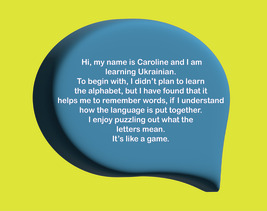 Hi, my name is Caroline and I am
learning Ukrainian.
To begin with, I didn't plan to learn
the alphabet, but I have found that it
helps me to remember words, if I understand
how the language is put together.
I enjoy puzzling out what the
letters mean.
It's like a game.